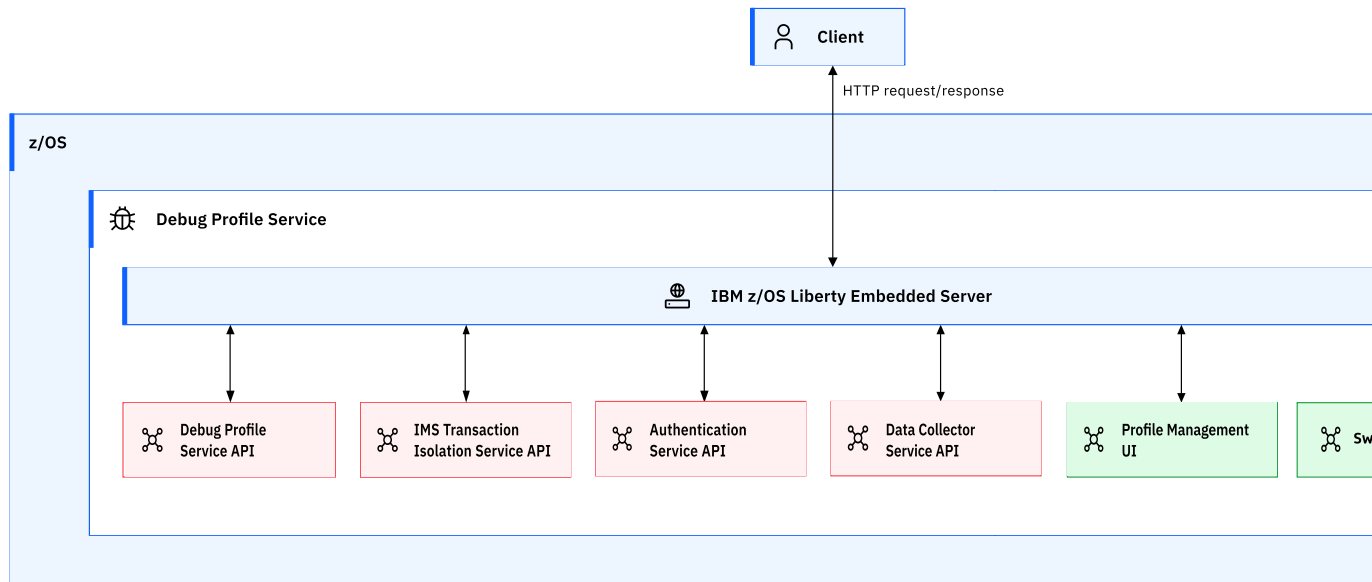 Client
HTTP request/response
z/OS
Debug Profile Service
IBM z/OS Liberty Embedded Server
Debug Profile
Service API
IMS Transaction
Isolation Service API
Authentication
Service API
Data Collector
Service API
Profile Management
UI